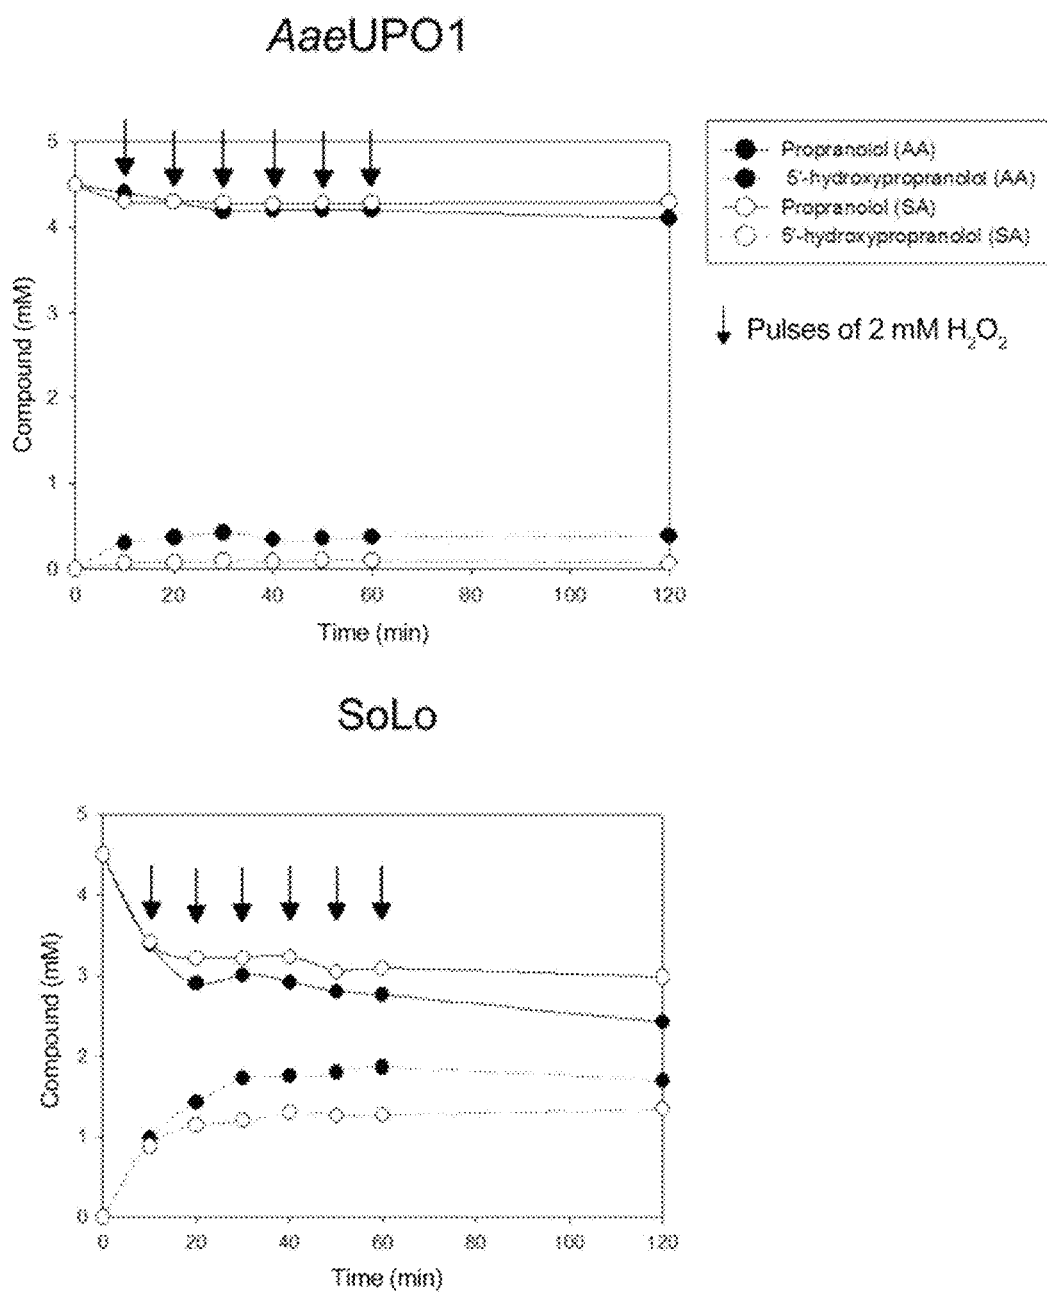 AaeUPO1
5
4
3
2
1
0
Compound (mM)
0 20 40 60 80 100 120
Time (min)
Propranolol (AA)
5'-hydroxypropranolol (AA)
Propranolol (SA)
5'-hydroxypropranolol (SA)
Pulses of 2 mM H₂O₂
SoLo
5
4
3
2
1
0
Compound (mM)
0 20 40 60 80 100 120
Time (min)